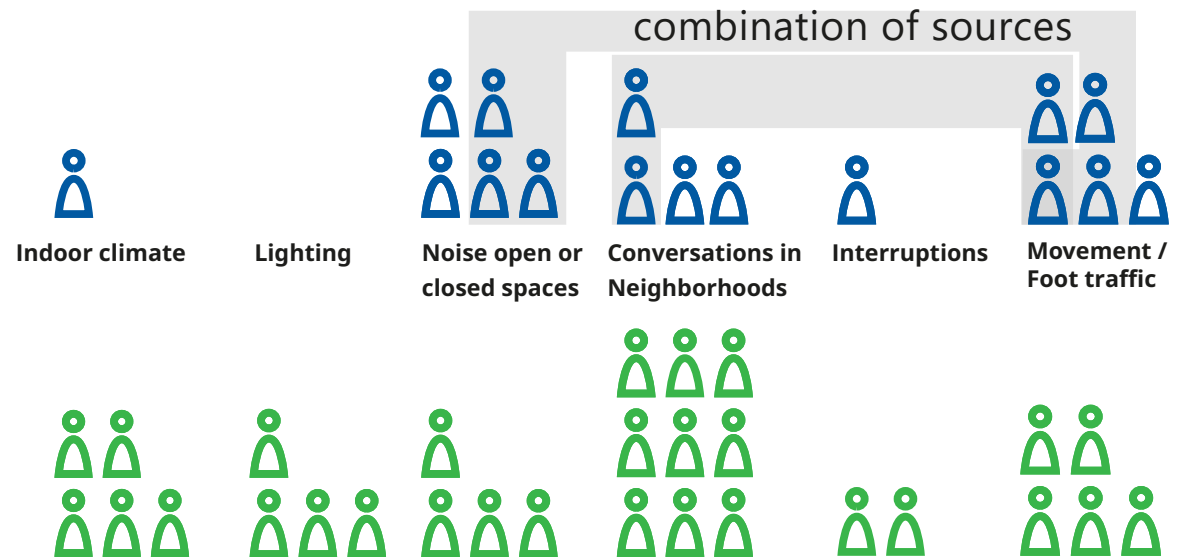 combination of sources
Indoor climate
Lighting
Noise open or
closed spaces
Conversations in
Neighborhoods
Interruptions
Movement /
Foot traffic